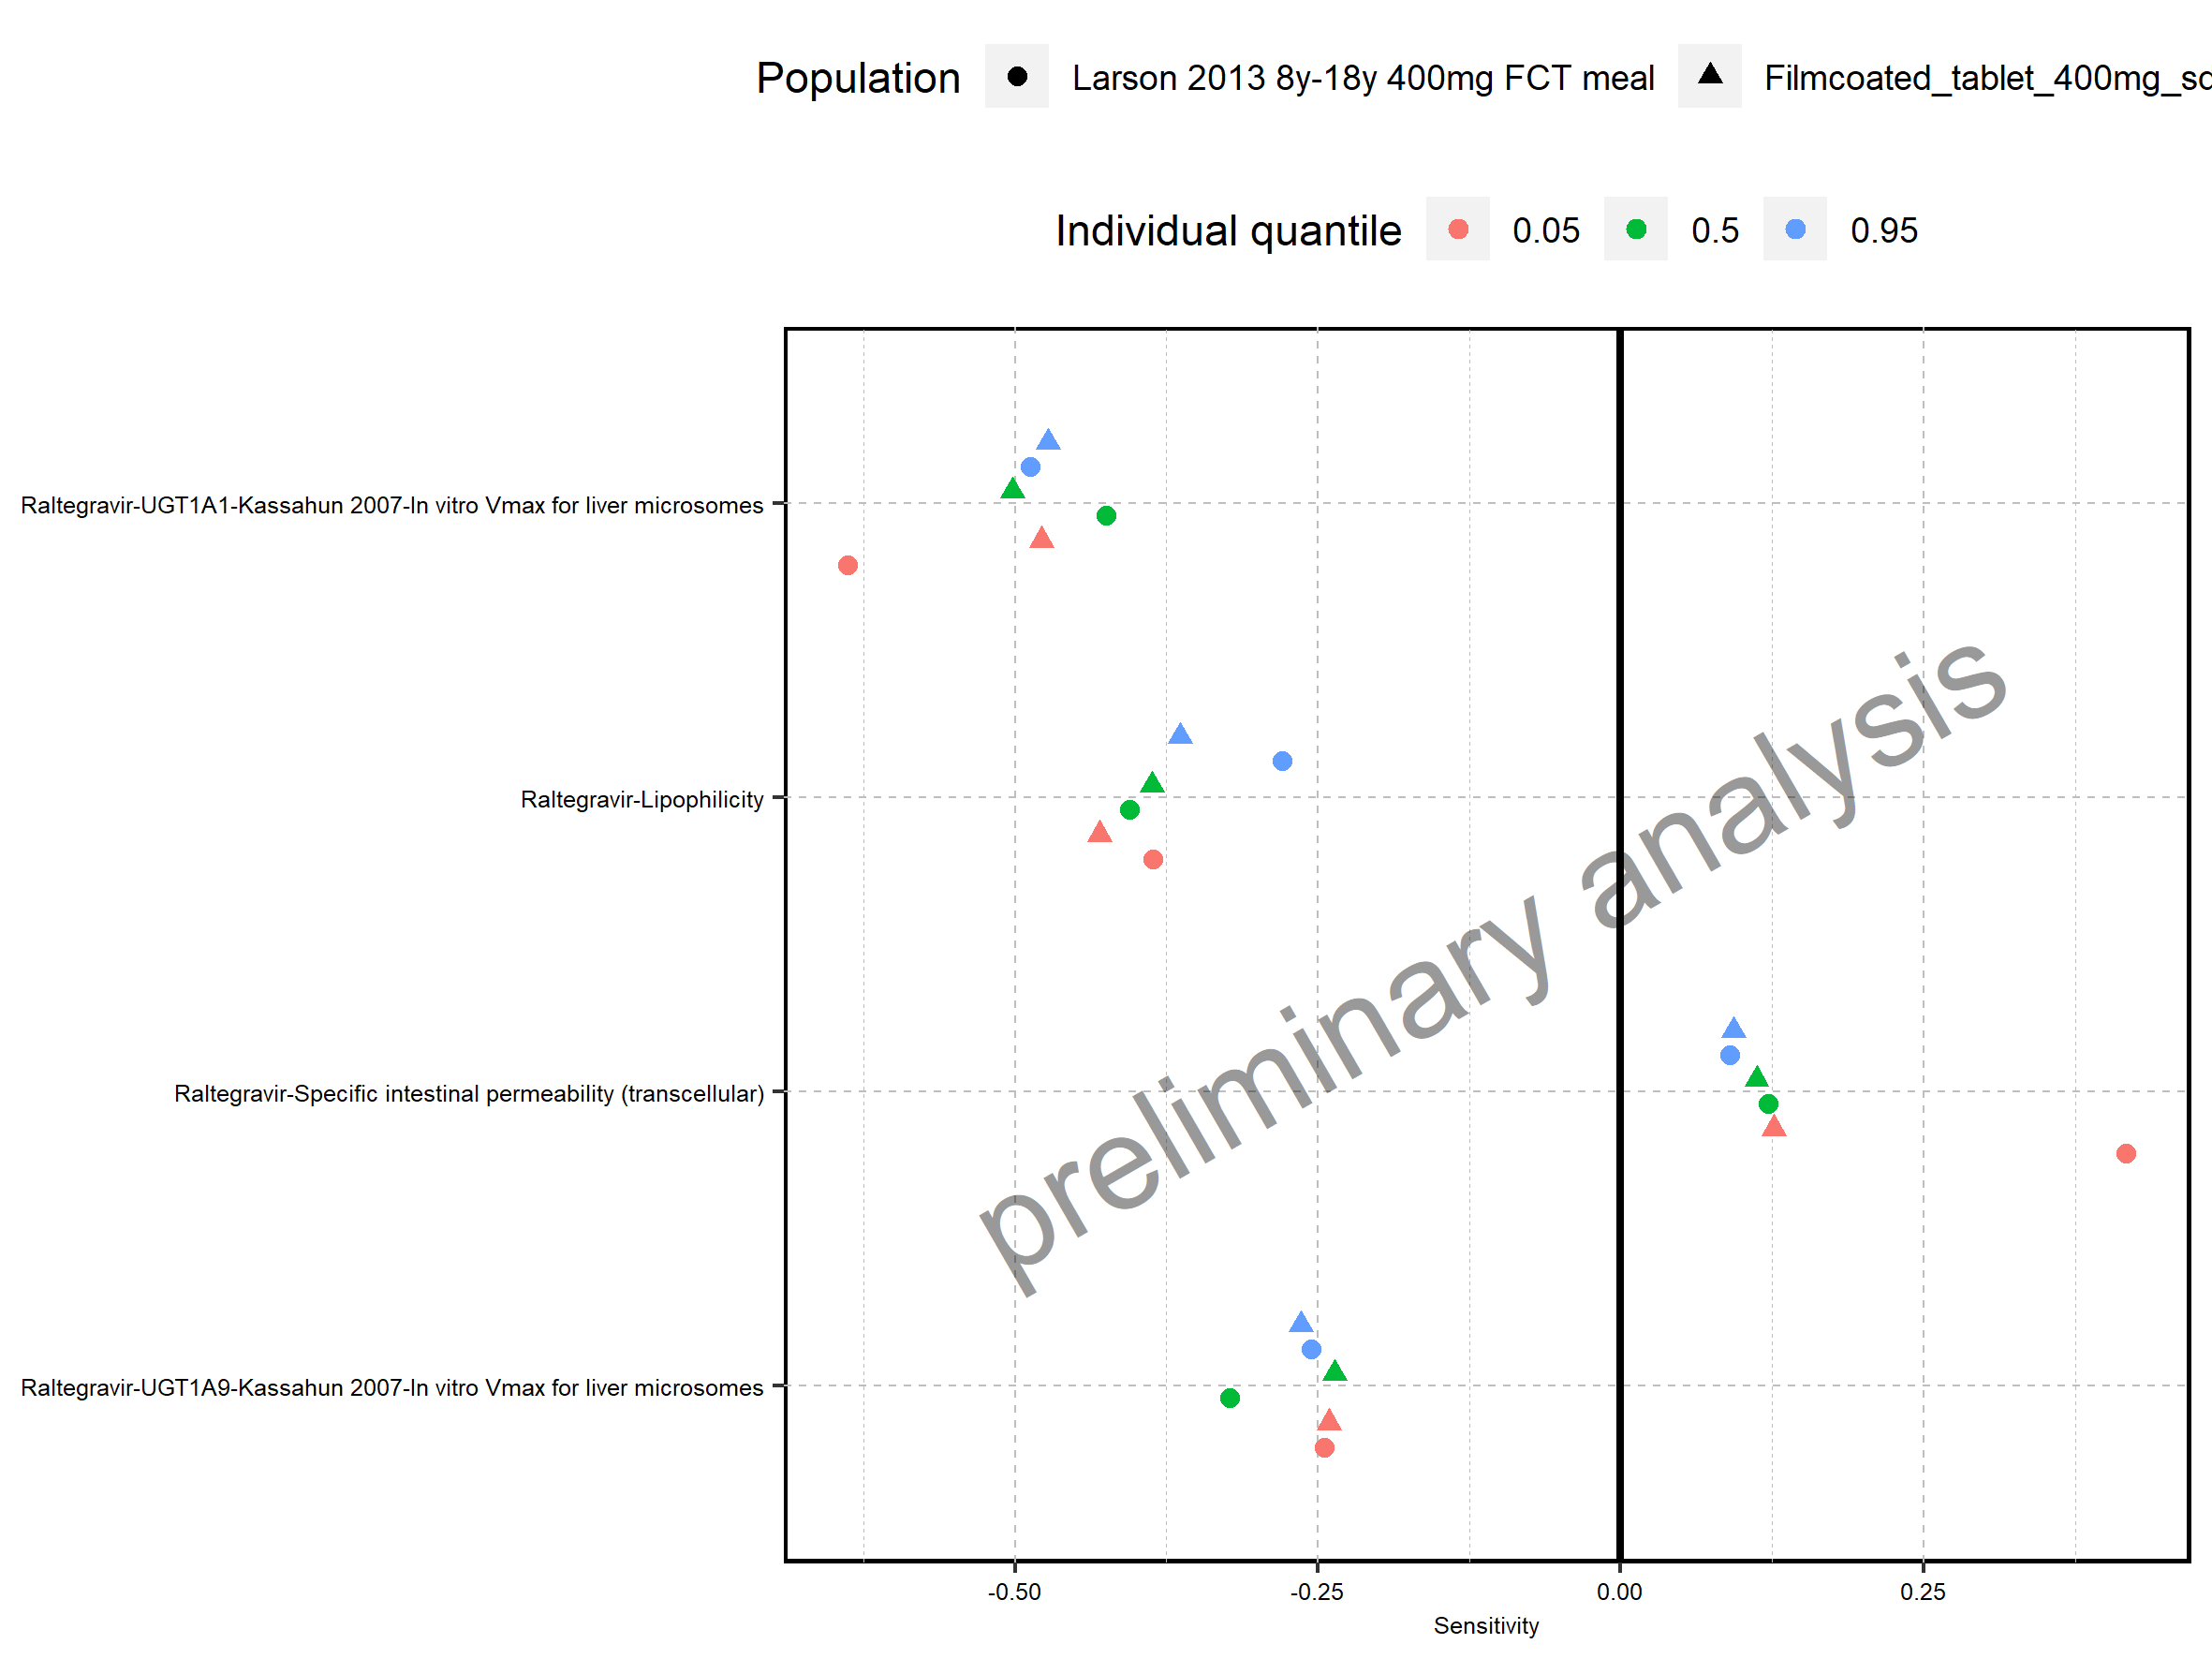 Population Larson 2013 8y-18y 400mg FCT meal Filmcoated_tablet_400mg_sd
Individual quantile 0.05 0.5 0.95
Raltegravir-UGT1A1-Kassahun 2007-In vitro Vmax for liver microsomes
Raltegravir-Lipophilicity
Raltegravir-Specific intestinal permeability (transcellular)
Raltegravir-UGT1A9-Kassahun 2007-In vitro Vmax for liver microsomes
preliminary analysis
-0.50 -0.25 0.00 0.25
Sensitivity